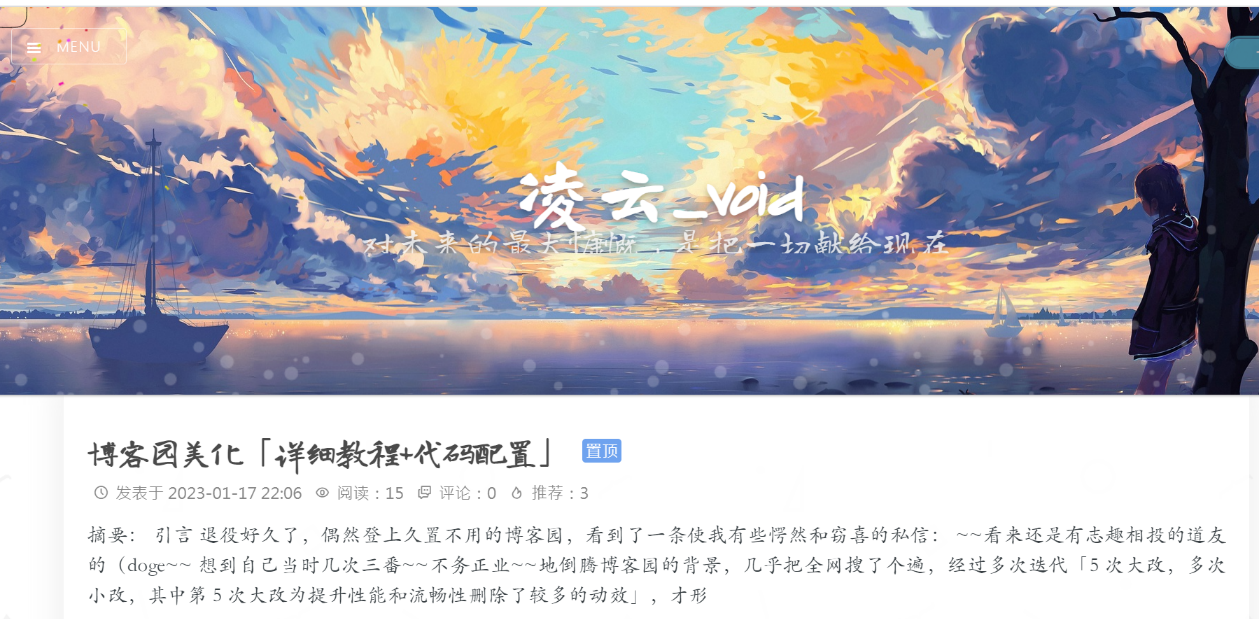 MENU
凌云_void
对未来的最大慷慨，是把一切献给现在
博客园美化「详细教程+代码配置」 置顶
发表于 2023-01-17 22:06 阅读：15 评论：0 推荐：3
摘要： 引言 退役好久了，偶然登上久置不用的博客园，看到了一条使我有些愕然和窃喜的私信： ~~看来还是有志趣相投的道友
的（doge~~ 想到自己当时几次三番~~不务正业~~地倒腾博客园的背景，几乎把全网搜了个遍，经过多次迭代「5 次大改，多次
小改，其中第 5 次大改为提升性能和流畅性删除了较多的动效」，才形